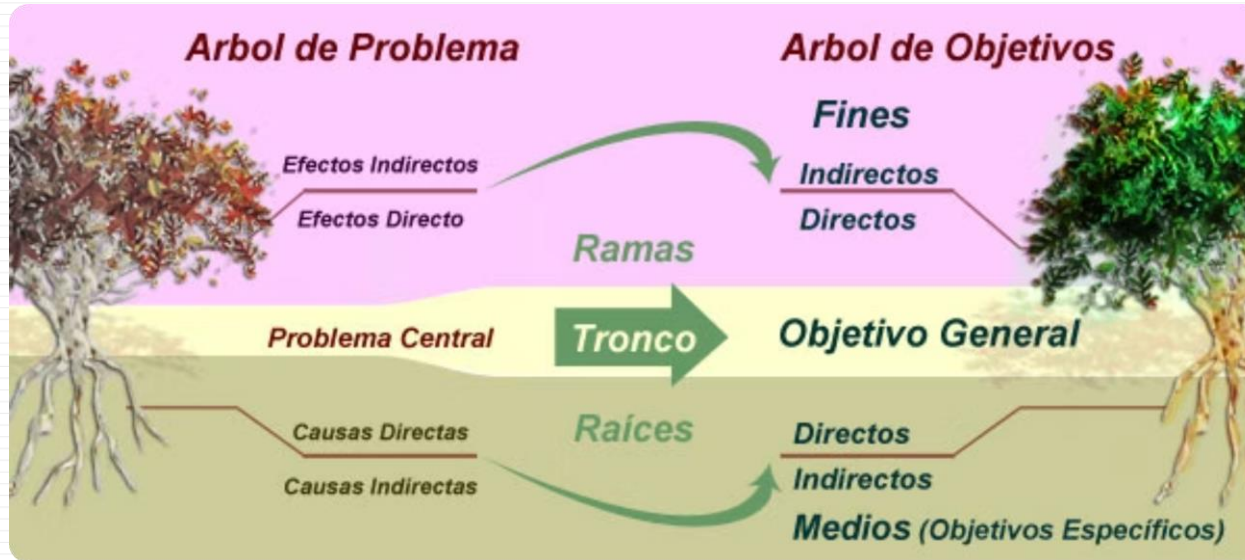 Arbol de Problema
Arbol de Objetivos
Fines
Efectos Indirectos
Indirectos
Efectos Directo
Directos
Ramas
Problema Central
Tronco
Objetivo General
Raíces
Causas Directas
Directos
Causas Indirectas
Indirectos
Medios (Objetivos Específicos)